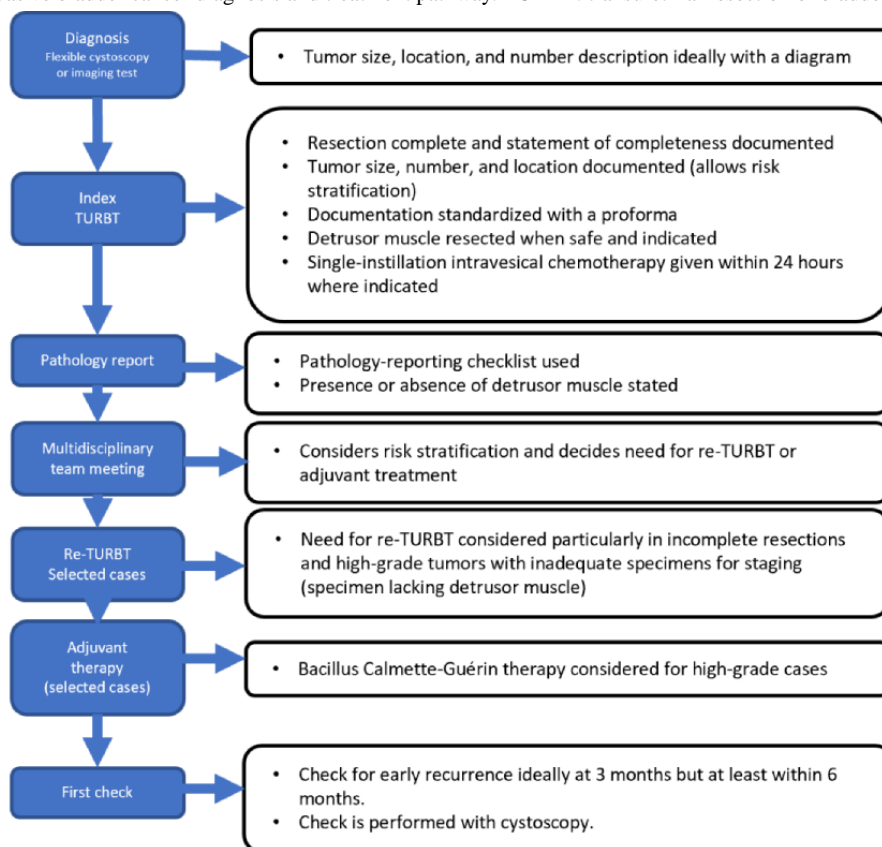 Diagnosis
Flexible cystoscopy
or imaging test
• Tumor size, location, and number description ideally with a diagram
Index
TURBT
• Resection complete and statement of completeness documented
• Tumor size, number, and location documented (allows risk
stratification)
• Documentation standardized with a proforma
• Detrusor muscle resected when safe and indicated
• Single-instillation intravesical chemotherapy given within 24 hours
where indicated
Pathology report
• Pathology-reporting checklist used
• Presence or absence of detrusor muscle stated
Multidisciplinary
team meeting
• Considers risk stratification and decides need for re-TURBT or
adjuvant treatment
Re-TURBT
Selected cases
• Need for re-TURBT considered particularly in incomplete resections
and high-grade tumors with inadequate specimens for staging
(specimen lacking detrusor muscle)
Adjuvant
therapy
(selected cases)
• Bacillus Calmette-Guérin therapy considered for high-grade cases
First check
• Check for early recurrence ideally at 3 months but at least within 6
months.
• Check is performed with cystoscopy.